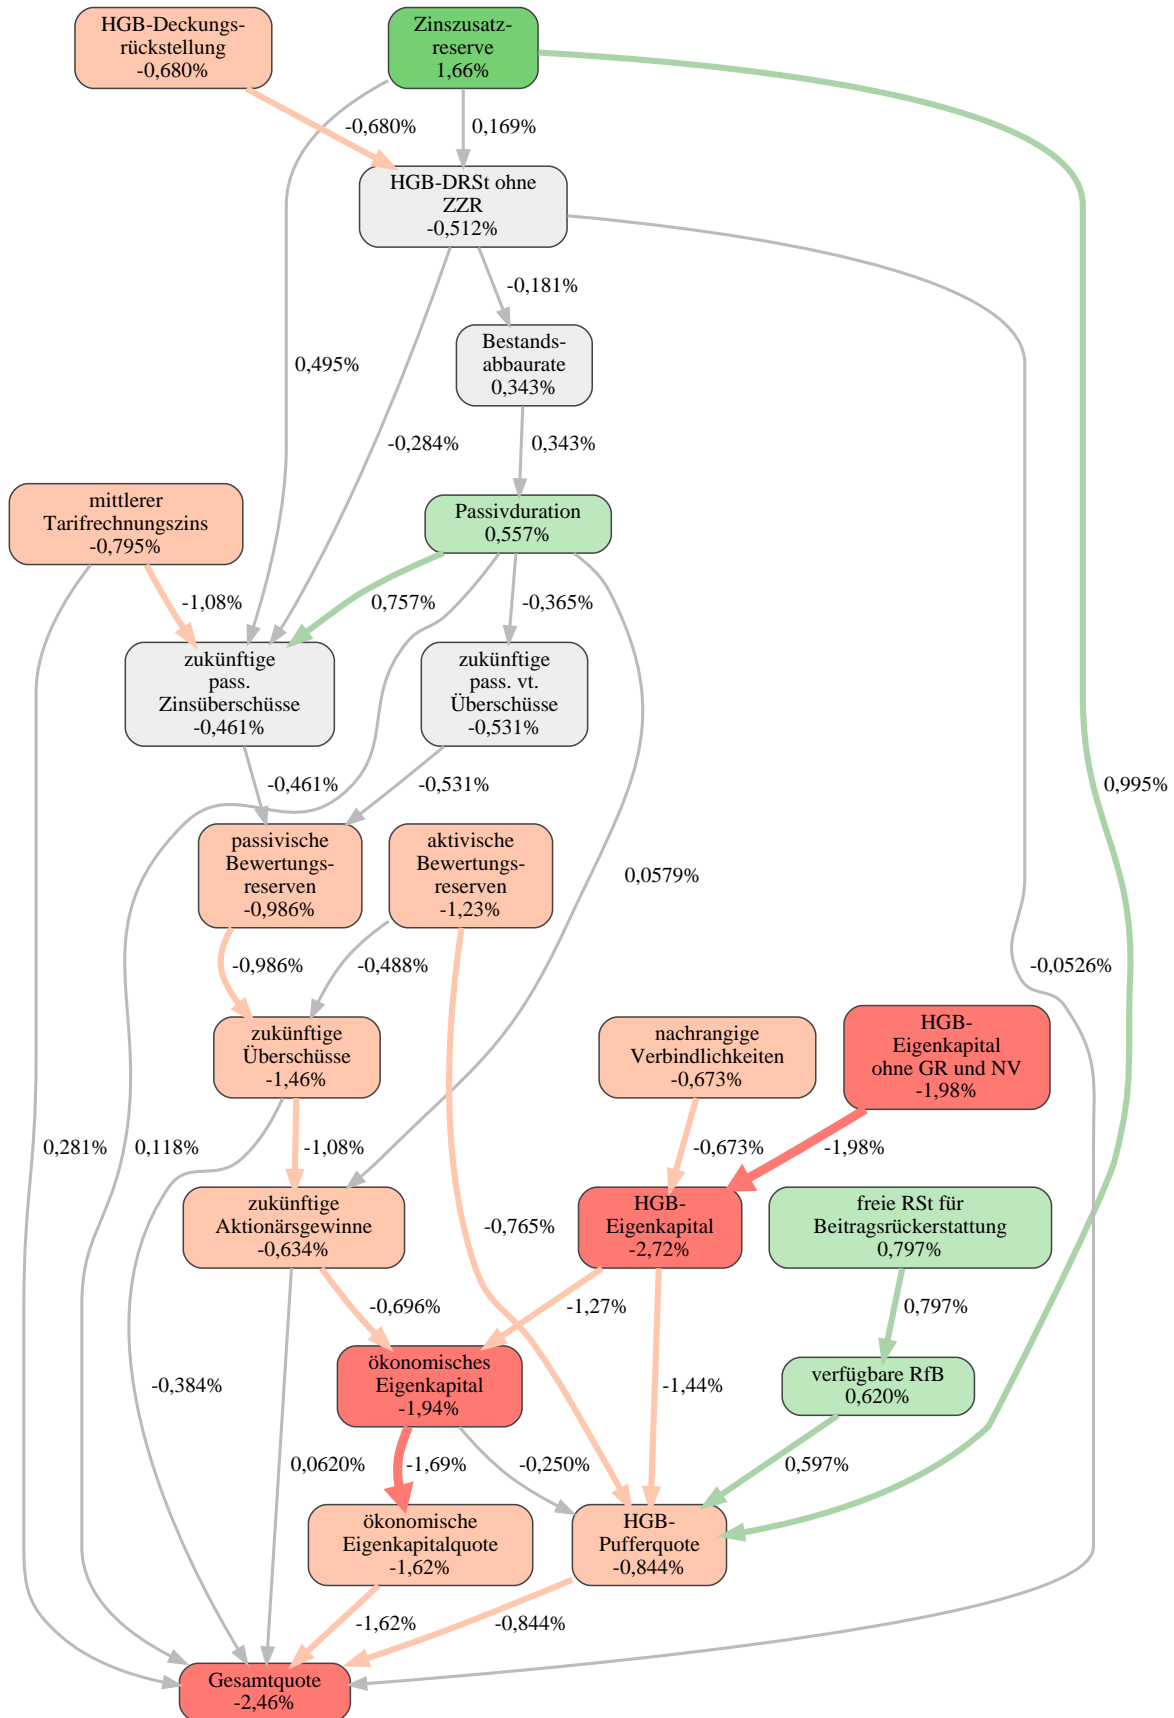 HGB-Deckungs-
rückstellung
-0,680%
Zinszusatz-
reserve
1,66%
-0,680%
0,169%
HGB-DRSt ohne
ZZR
-0,512%
-0,181%
Bestands-
abbaurate
0,343%
0,495%
-0,284%
0,343%
mittlerer
Tarifrechnungszins
-0,795%
Passivduration
0,557%
-1,08%
0,757%
-0,365%
zukünftige
pass.
Zinsüberschüsse
-0,461%
zukünftige
pass. vt.
Überschüsse
-0,531%
-0,461%
-0,531%
0,995%
passivische
Bewertungs-
reserven
-0,986%
aktivische
Bewertungs-
reserven
-1,23%
0,0579%
-0,986%
-0,488%
-0,0526%
zukünftige
Überschüsse
-1,46%
nachrangige
Verbindlichkeiten
-0,673%
HGB-
Eigenkapital
ohne GR und NV
-1,98%
0,281%
0,118%
-1,08%
-0,673%
-1,98%
zukünftige
Aktionärsgewinne
-0,634%
-0,765%
HGB-
Eigenkapital
-2,72%
freie RSt für
Beitragsrückerstattung
0,797%
-0,696%
-1,27%
0,797%
ökonomisches
Eigenkapital
-1,94%
-0,384%
-1,44%
verfügbare RfB
0,620%
0,0620%
-1,69%
-0,250%
0,597%
ökonomische
Eigenkapitalquote
-1,62%
HGB-
Pufferquote
-0,844%
-1,62%
-0,844%
Gesamtquote
-2,46%